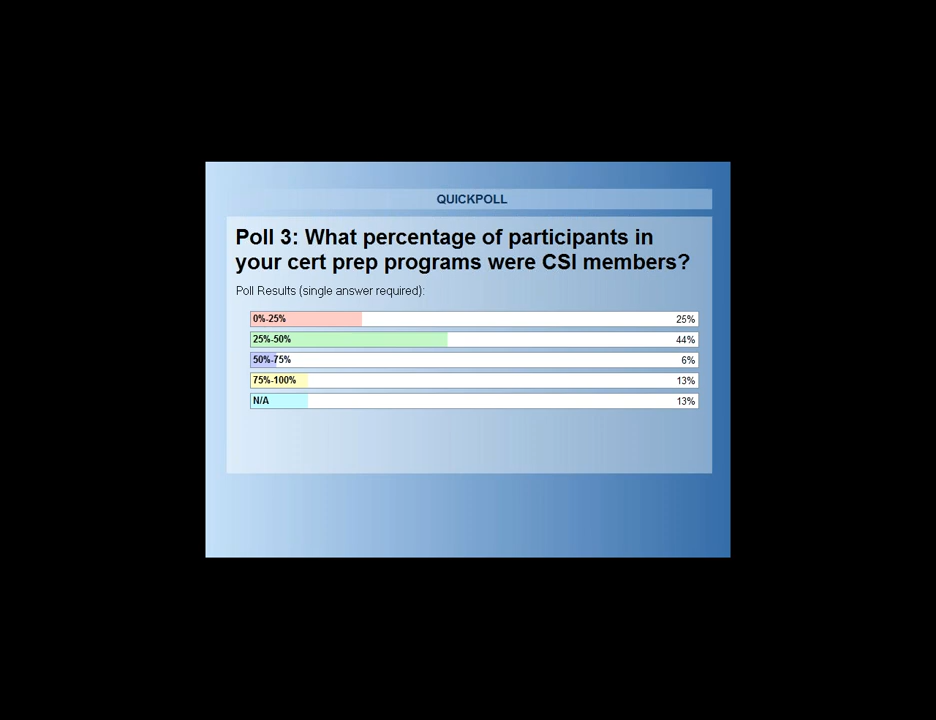 QUICKPOLL
Poll 3: What percentage of participants in
your cert prep programs were CSI members?
Poll Results (single answer required):
0%-25% 25%
25%-50% 44%
50%-75% 6%
75%-100% 13%
N/A 13%